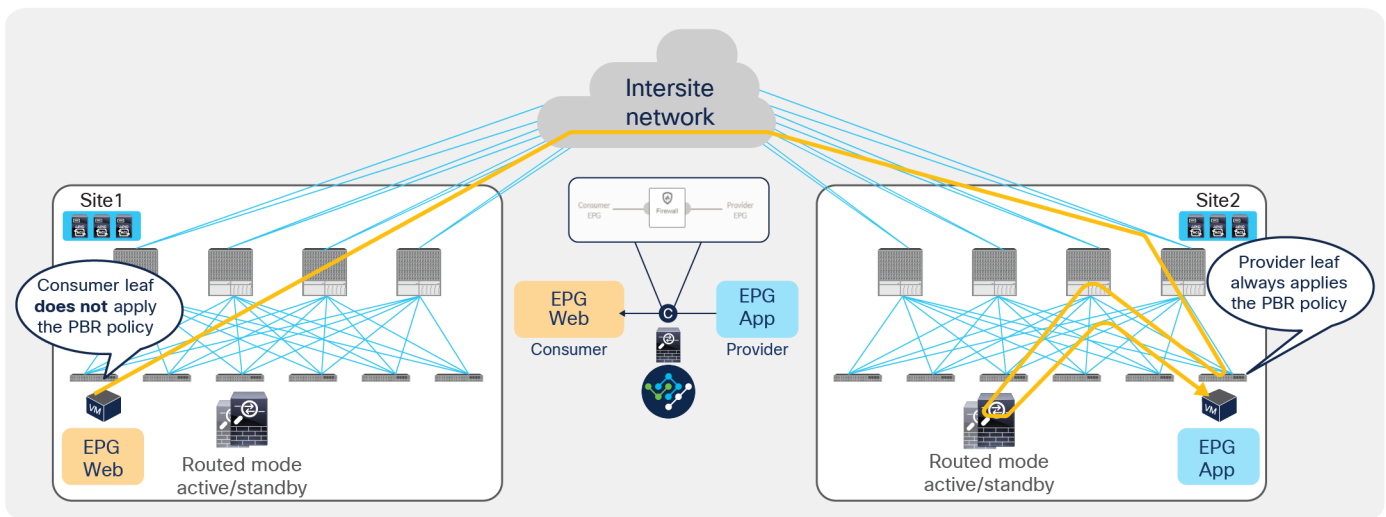 Intersite
network
Site1
Site2
Consumer
EPG
Firewall
Provider
EPG
Consumer leaf
does not apply
the PBR policy
Provider leaf
always applies
the PBR policy
EPG
Web
C
EPG
App
Consumer
Provider
VM
VM
EPG
Web
Routed mode
active/standby
Routed mode
active/standby
EPG
App